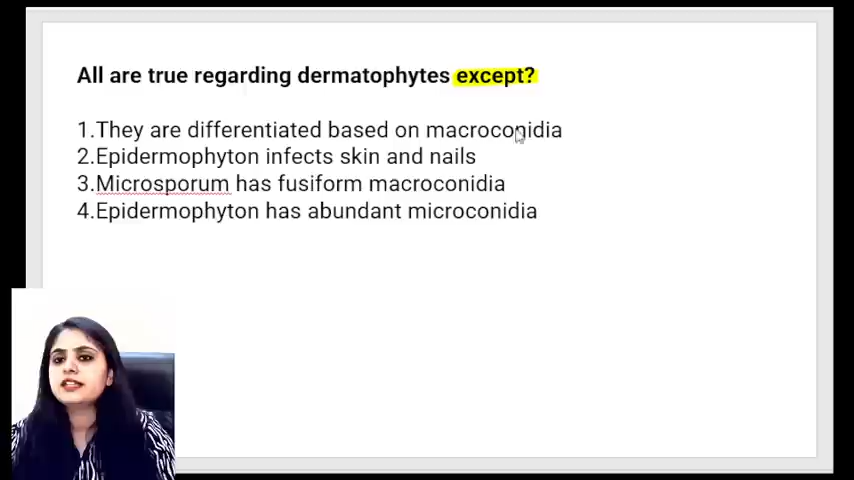 All are true regarding dermatophytes except?
1.They are differentiated based on macroconidia
2.Epidermophyton infects skin and nails
3.Microsporum has fusiform macroconidia
4.Epidermophyton has abundant microconidia